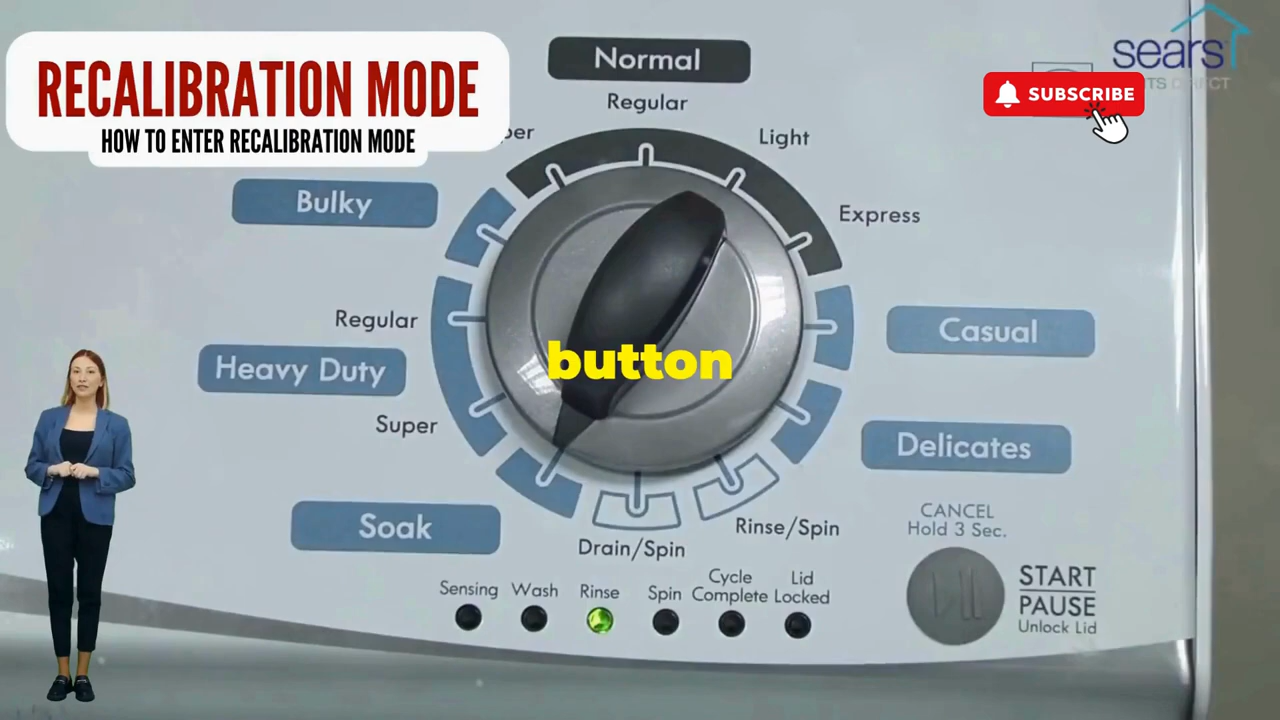 RECALIBRATION MODE
HOW TO ENTER RECALIBRATION MODE
Normal
sears
SUBSCRIBE
Regular
Light
Bulky
Express
Regular
Heavy Duty
Super
Casual
button
Delicates
Soak
Drain/Spin
Rinse/Spin
CANCEL
Hold 3 Sec.
Sensing
Wash
Rinse
Spin
Cycle
Complete
Lid
Locked
START
PAUSE
Unlock Lid